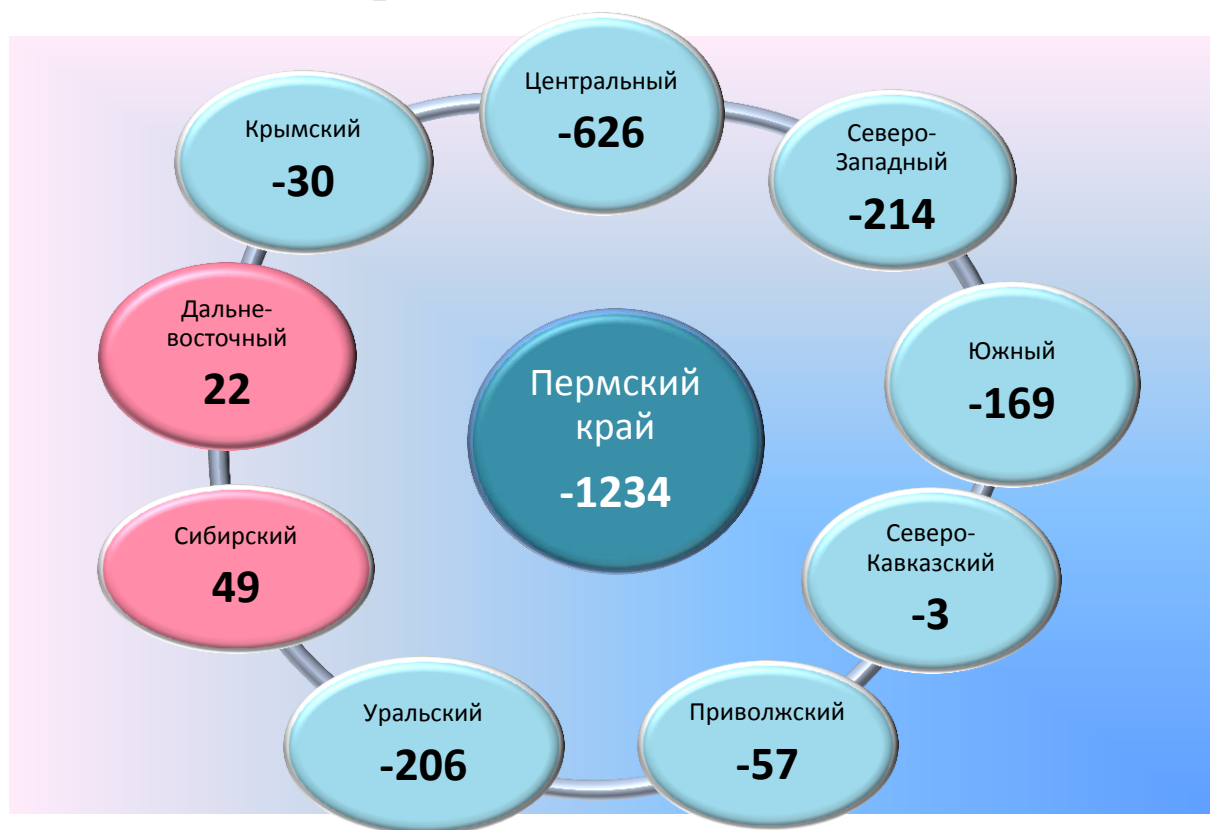 Центральный
-626
Северо-
Западный
-214
Южный
-169
Северо-
Кавказский
-3
Приволжский
-57
Уральский
-206
Сибирский
49
Дальне-
восточный
22
Крымский
-30
Пермский
край
-1234